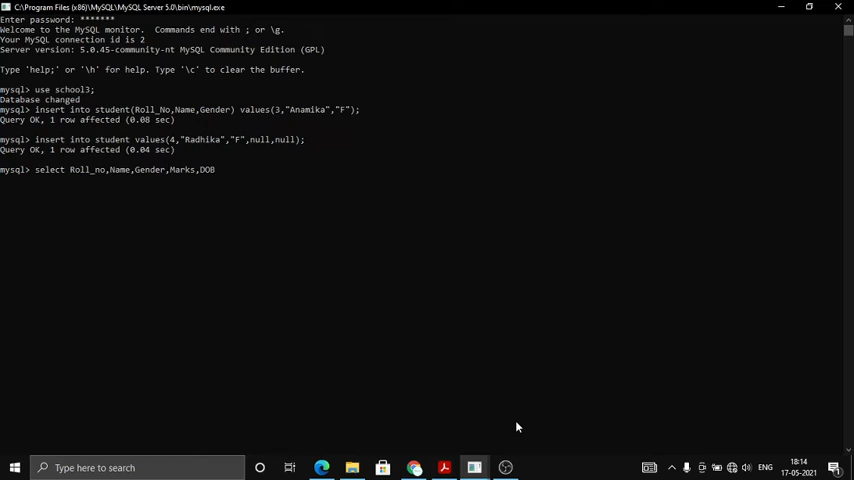 C:\Program Files (x86)\MySQL\MySQL Server 5.0\bin\mysql.exe
Enter password: *******
Welcome to the MySQL monitor.  Commands end with ; or \g.
Your MySQL connection id is 2
Server version: 5.0.45-community-nt MySQL Community Edition (GPL)
Type 'help;' or '\h' for help. Type '\c' to clear the buffer.
mysql> use school3;
Database changed
mysql> insert into student(Roll_No,Name,Gender) values(3,"Anamika","F");
Query OK, 1 row affected (0.08 sec)
mysql> insert into student values(4,"Radhika","F",null,null);
Query OK, 1 row affected (0.04 sec)
mysql> select Roll_no,Name,Gender,Marks,DOB
Type here to search
ENG
18:14
17-05-2021
1